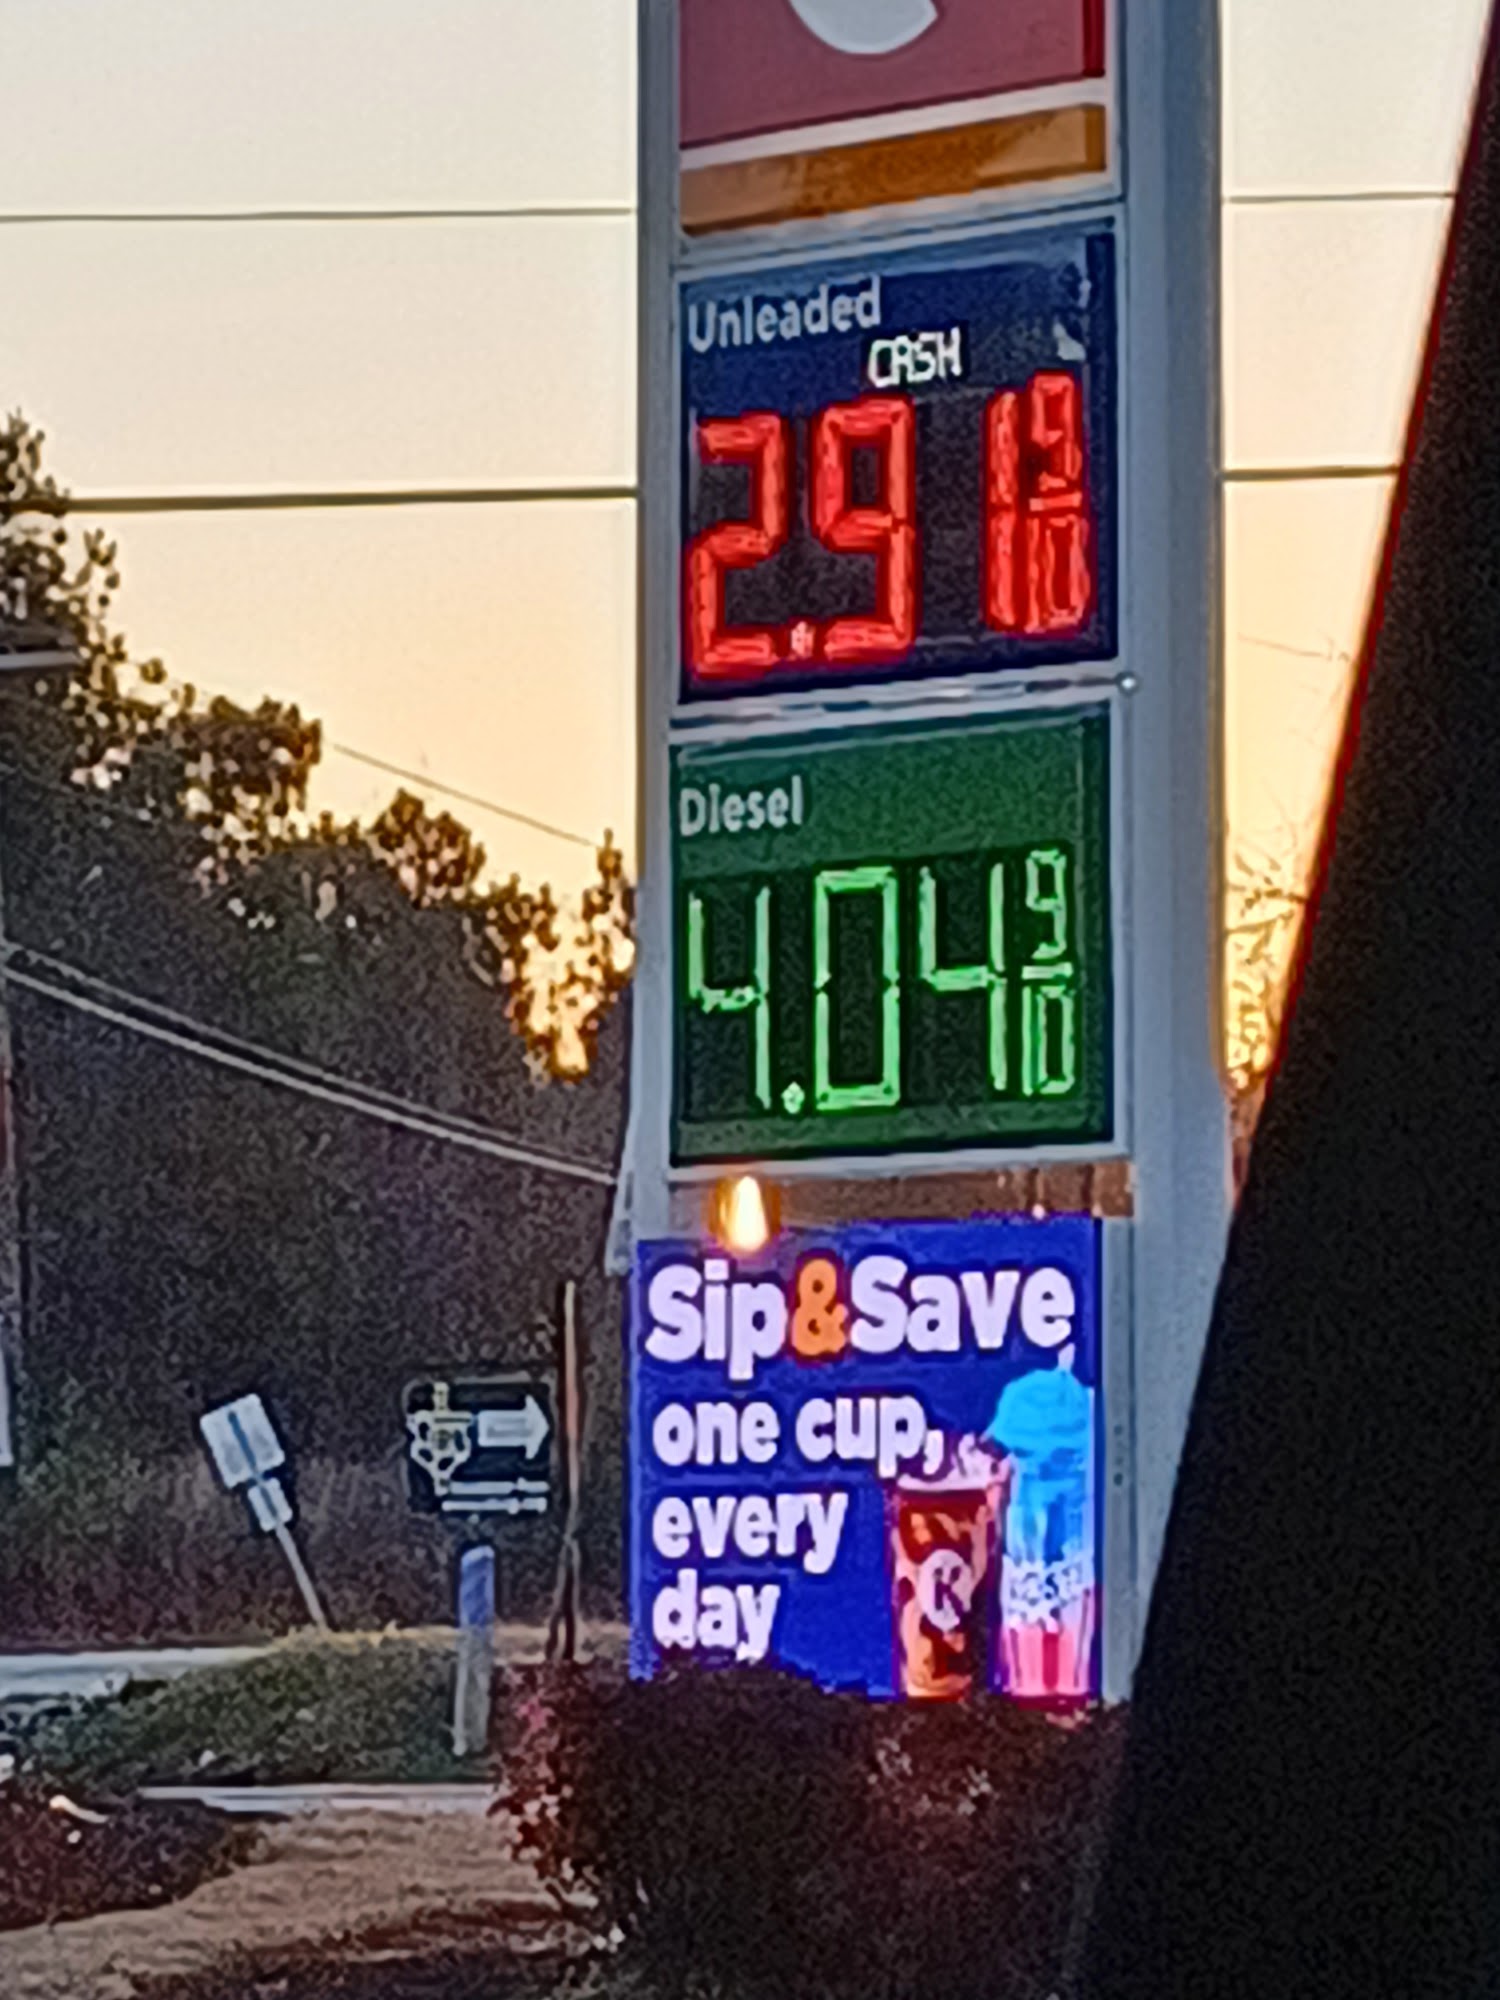 Unleaded
CASH
2.91 9/10
Diesel
4.04 9/10
Sip&Save
one cup,
every
day
K